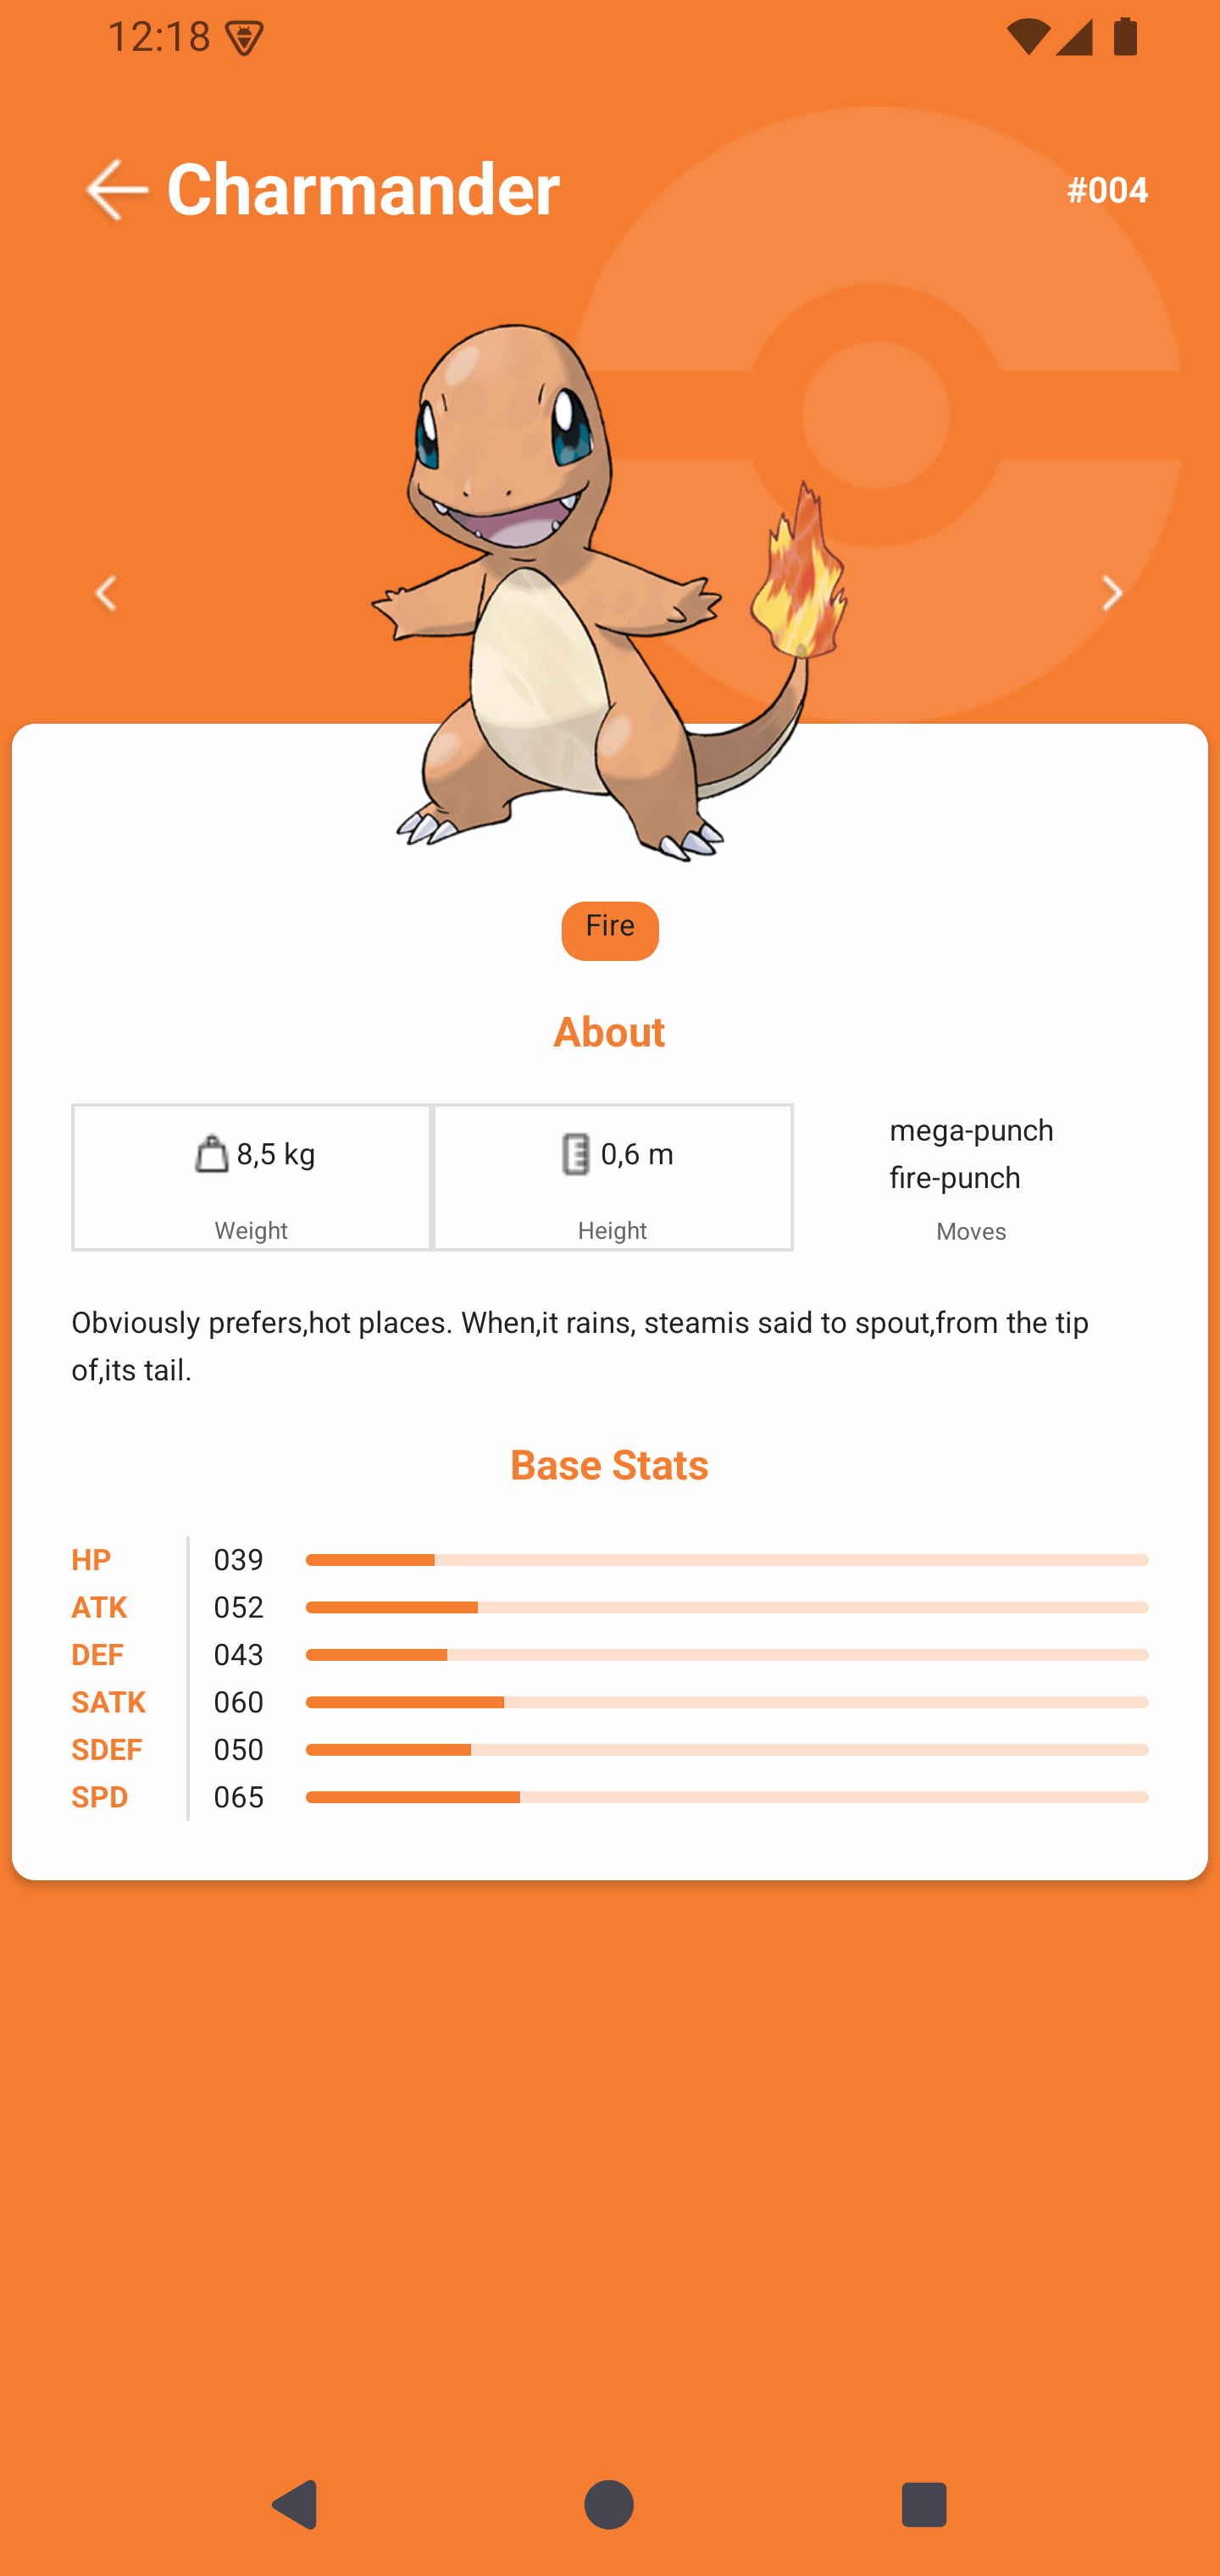 12:18
Charmander
#004
Fire
About
8,5 kg
0,6 m
mega-punch
fire-punch
Weight
Height
Moves
Obviously prefers,hot places. When,it rains, steamis said to spout,from the tip
of,its tail.
Base Stats
HP 039
ATK 052
DEF 043
SATK 060
SDEF 050
SPD 065